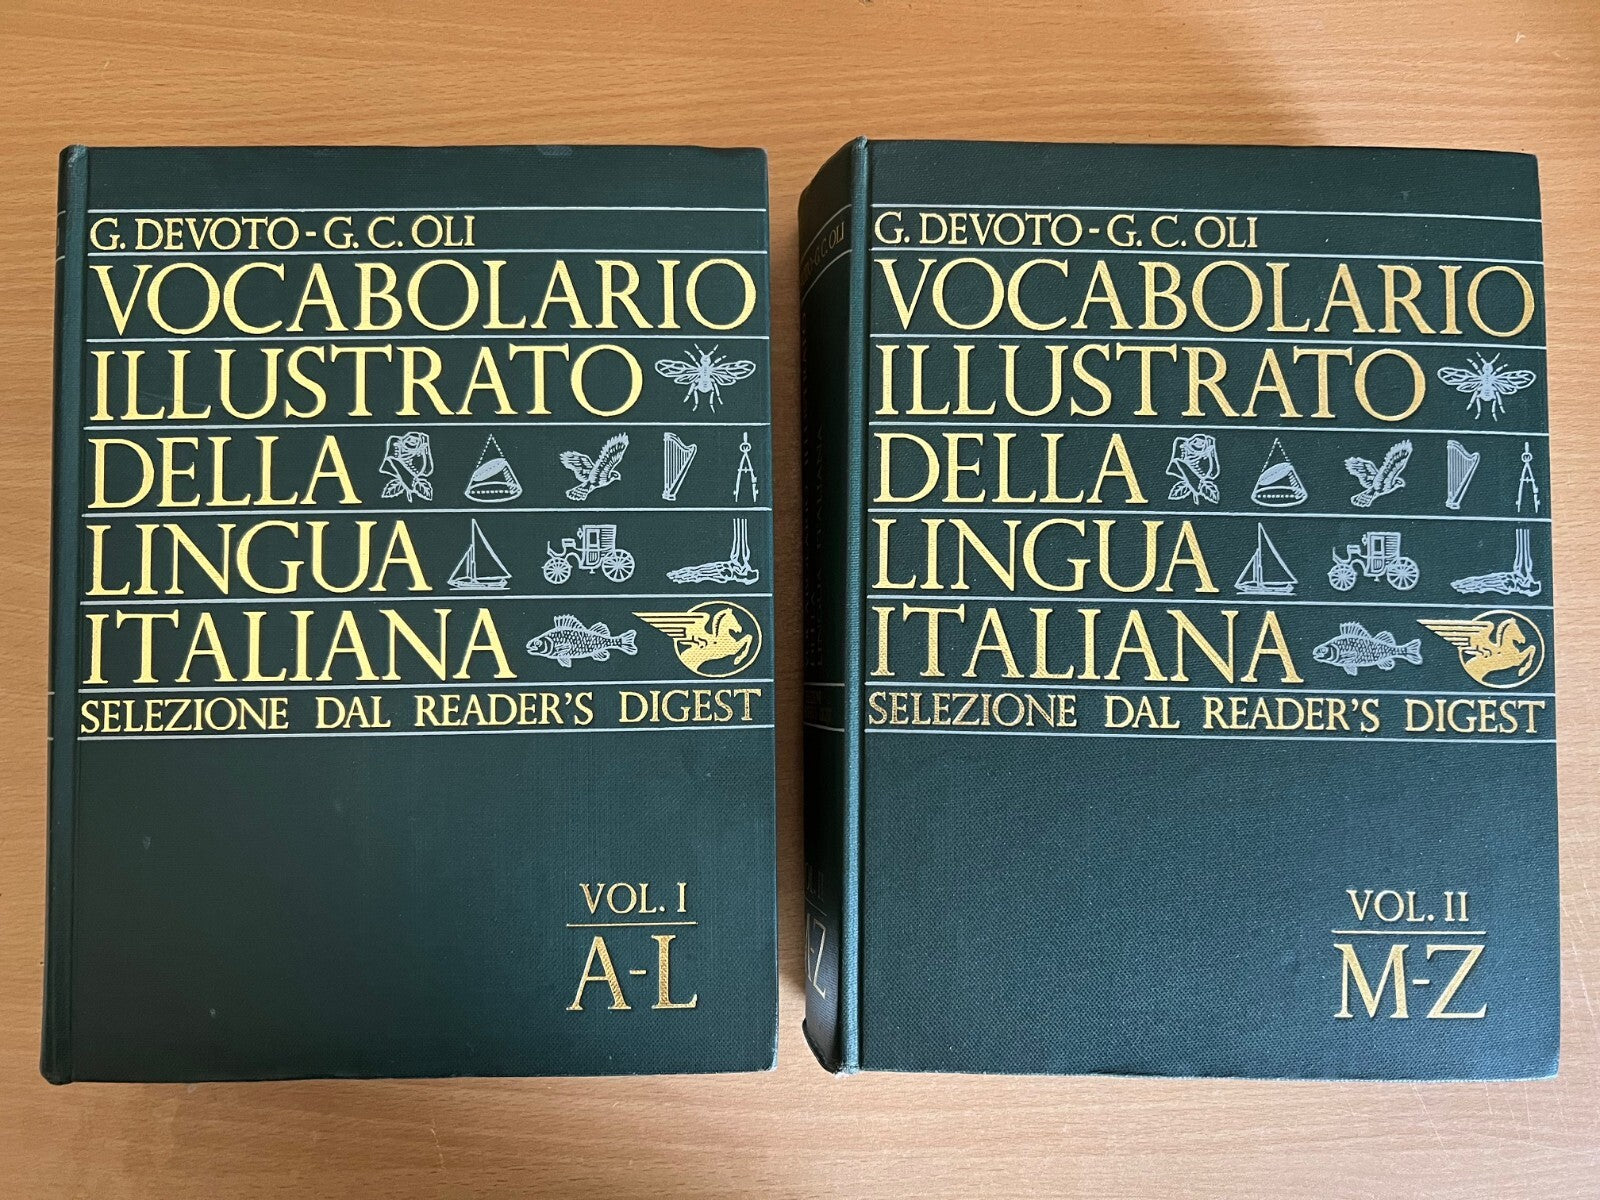 G. DEVOTO - G. C. OLI
VOCABOLARIO
ILLUSTRATO
DELLA
LINGUA
ITALIANA
SELEZIONE DAL READER'S DIGEST
VOL. I
A-L
G. DEVOTO - G. C. OLI
VOCABOLARIO
ILLUSTRATO
DELLA
LINGUA
ITALIANA
SELEZIONE DAL READER'S DIGEST
VOL. II
M-Z